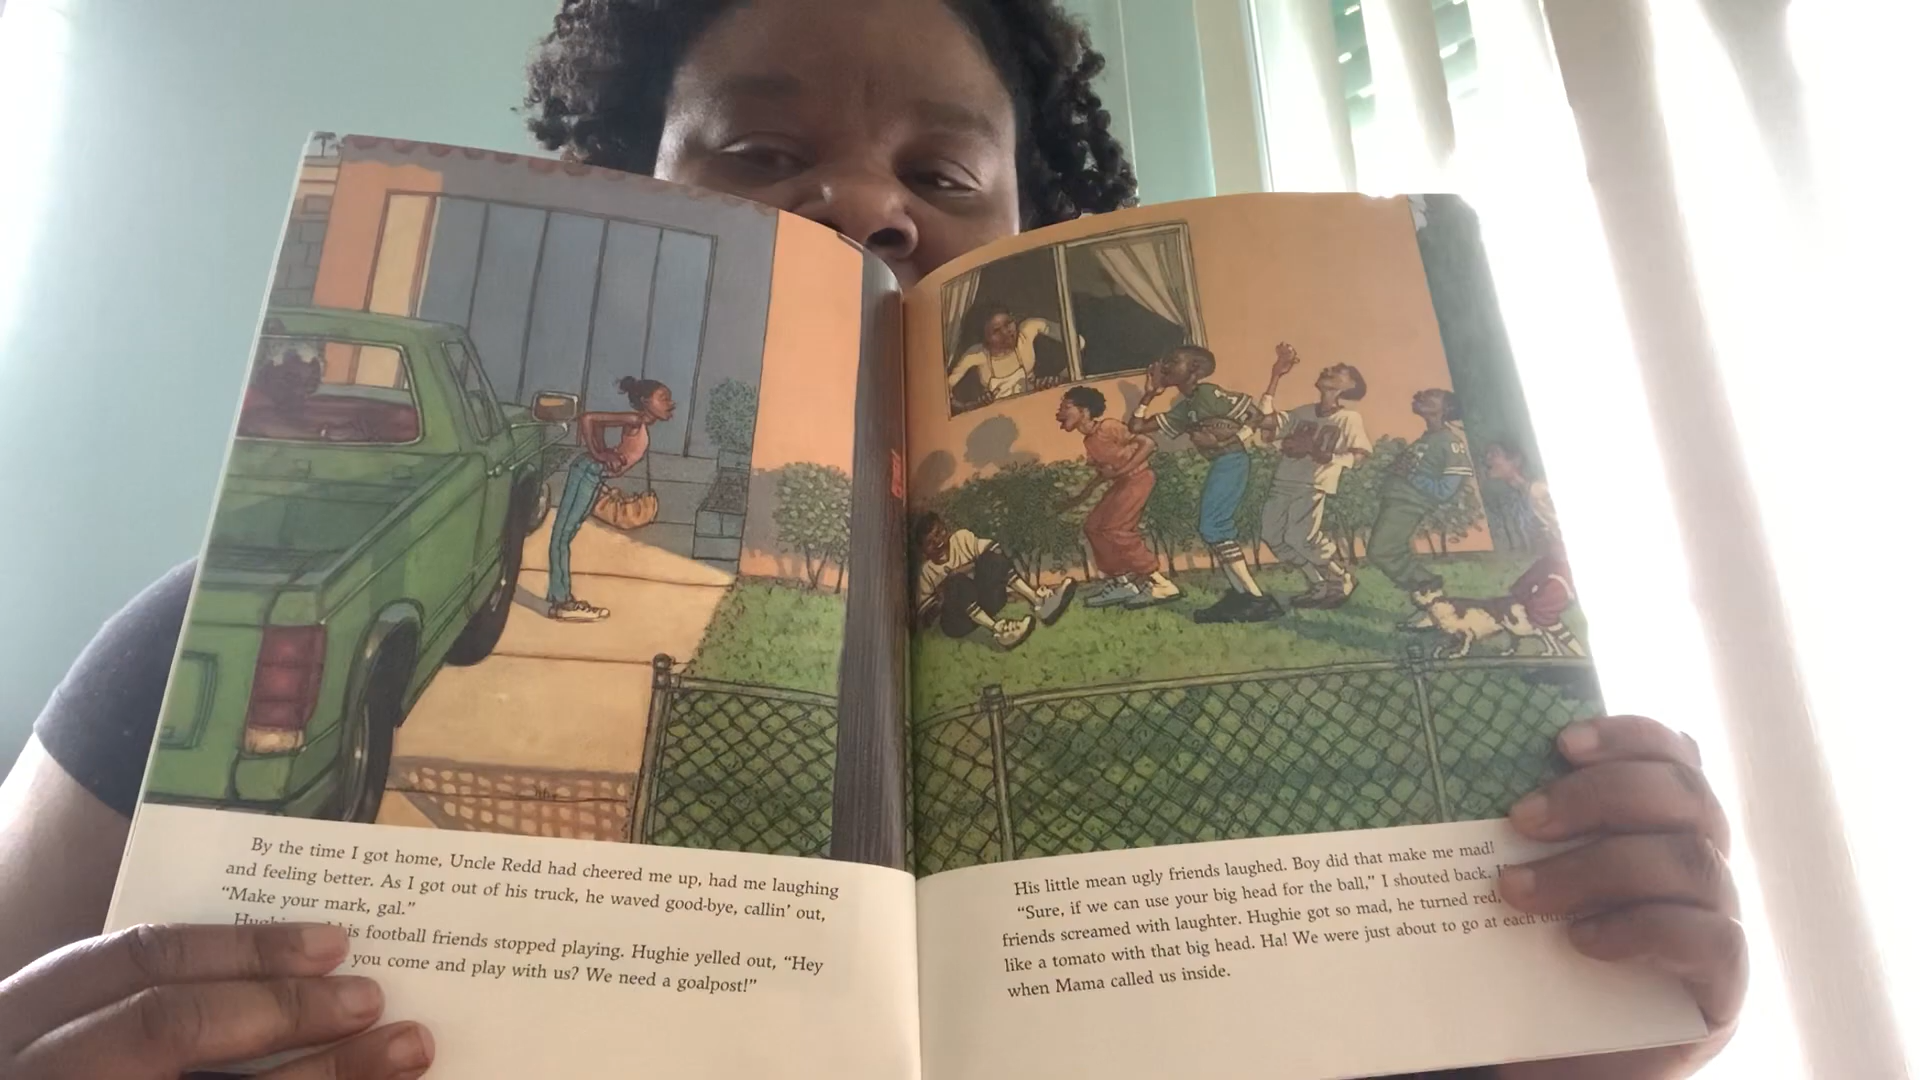 By the time I got home, Uncle Redd had cheered me up, had me laughing
and feeling better. As I got out of his truck, he waved good-bye, callin’ out,
“Make your mark, gal.”
football friends stopped playing. Hughie yelled out, “Hey
you come and play with us? We need a goalpost!”
His little mean ugly friends laughed. Boy did that make me mad!
“Sure, if we can use your big head for the ball,” I shouted back.
friends screamed with laughter. Hughie got so mad, he turned red,
like a tomato with that big head. Ha! We were just about to go at each other
when Mama called us inside.